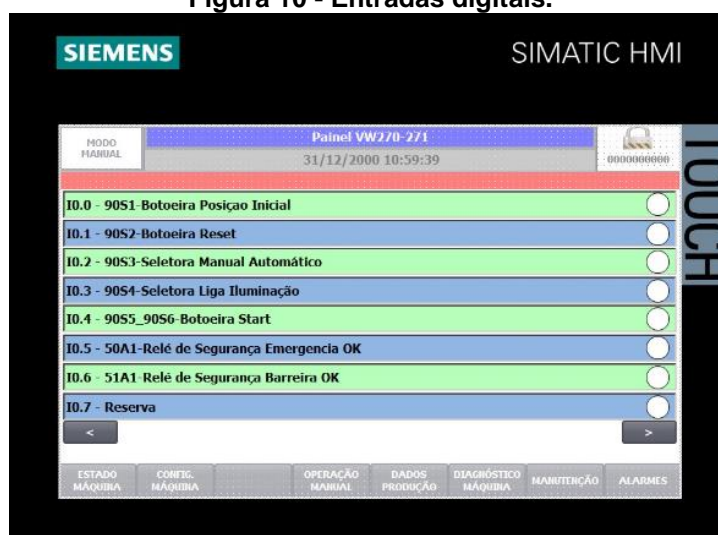 Figura 10 - Entradas digitais.
SIEMENS
SIMATIC HMI
TOUCH
MODO
MANUAL
Painel VW270-271
31/12/2000 10:59:39
0000000000
I0.0 - 90S1-Botoeira Posiçao Inicial
I0.1 - 90S2-Botoeira Reset
I0.2 - 90S3-Seletora Manual Automático
I0.3 - 90S4-Seletora Liga Iluminação
I0.4 - 90S5_90S6-Botoeira Start
I0.5 - 50A1-Relé de Segurança Emergencia OK
I0.6 - 51A1-Relé de Segurança Barreira OK
I0.7 - Reserva
<
>
ESTADO
MÁQUINA
CONFIG.
MÁQUINA
OPERAÇÃO
MANUAL
DADOS
PRODUÇÃO
DIAGNÓSTICO
MÁQUINA
MANUTENÇÃO
ALARMES